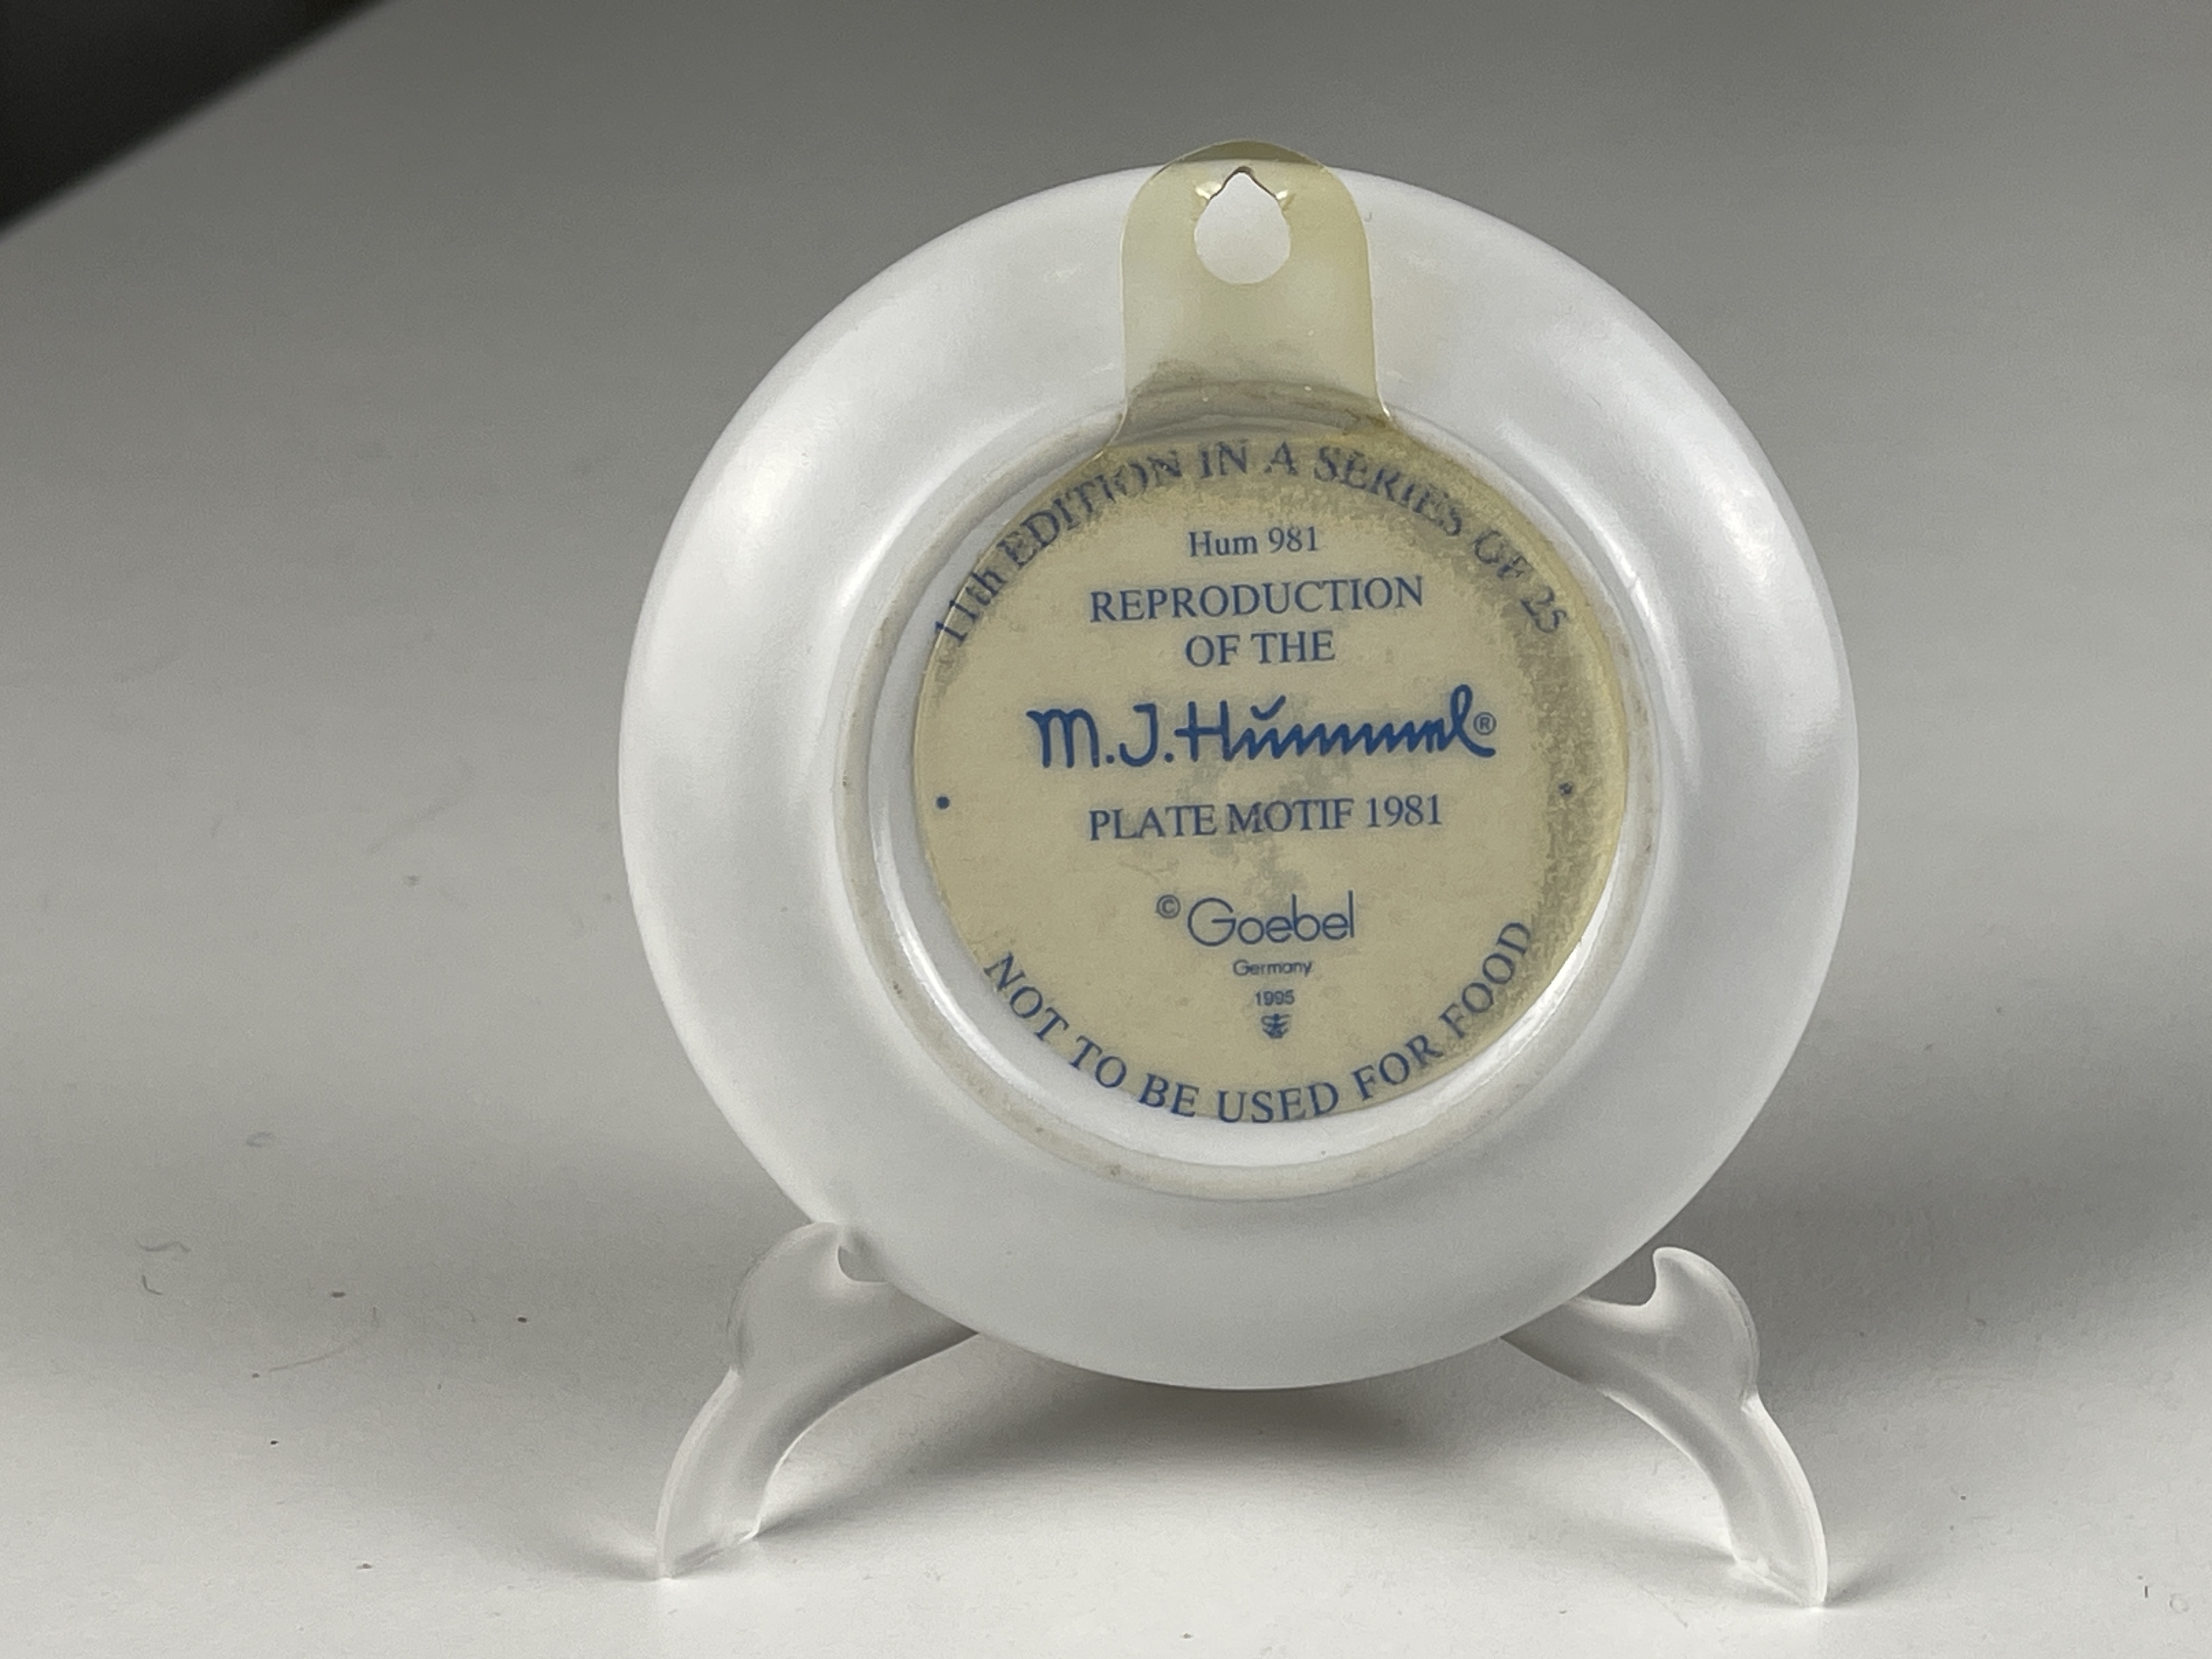 11th EDITION IN A SERIES OF 25
Hum 981
REPRODUCTION
OF THE
M.J.Hummel®
PLATE MOTIF 1981
© Goebel
Germany
1995
NOT TO BE USED FOR FOOD